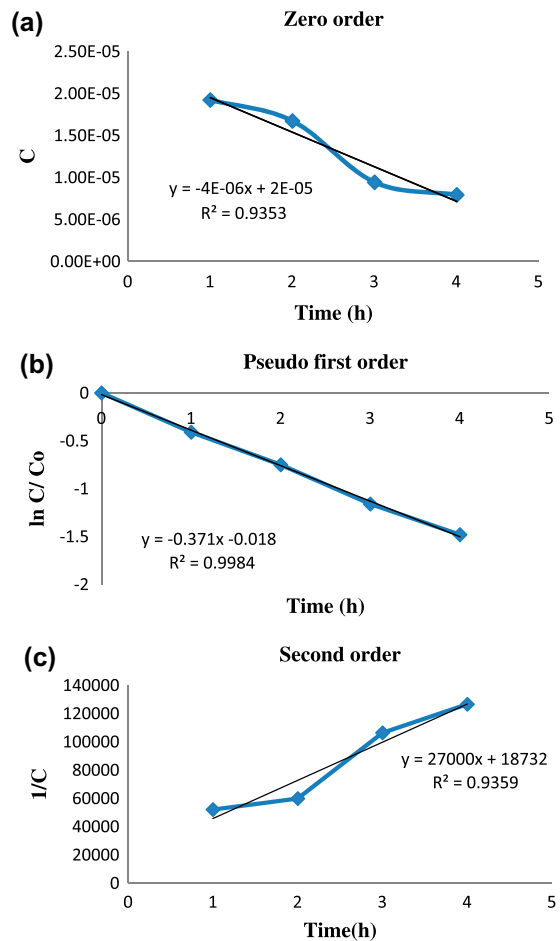 (a)
Zero order
2.50E-05
2.00E-05
1.50E-05
1.00E-05
5.00E-06
0.00E+00
C
y = -4E-06x + 2E-05
R² = 0.9353
0 1 2 3 4 5
Time (h)
(b)
Pseudo first order
0
-0.5
-1
-1.5
-2
0 1 2 3 4 5
ln C/ Co
y = -0.371x -0.018
R² = 0.9984
Time (h)
(c)
Second order
140000
120000
100000
80000
60000
40000
20000
0
1/C
y = 27000x + 18732
R² = 0.9359
0 1 2 3 4 5
Time(h)